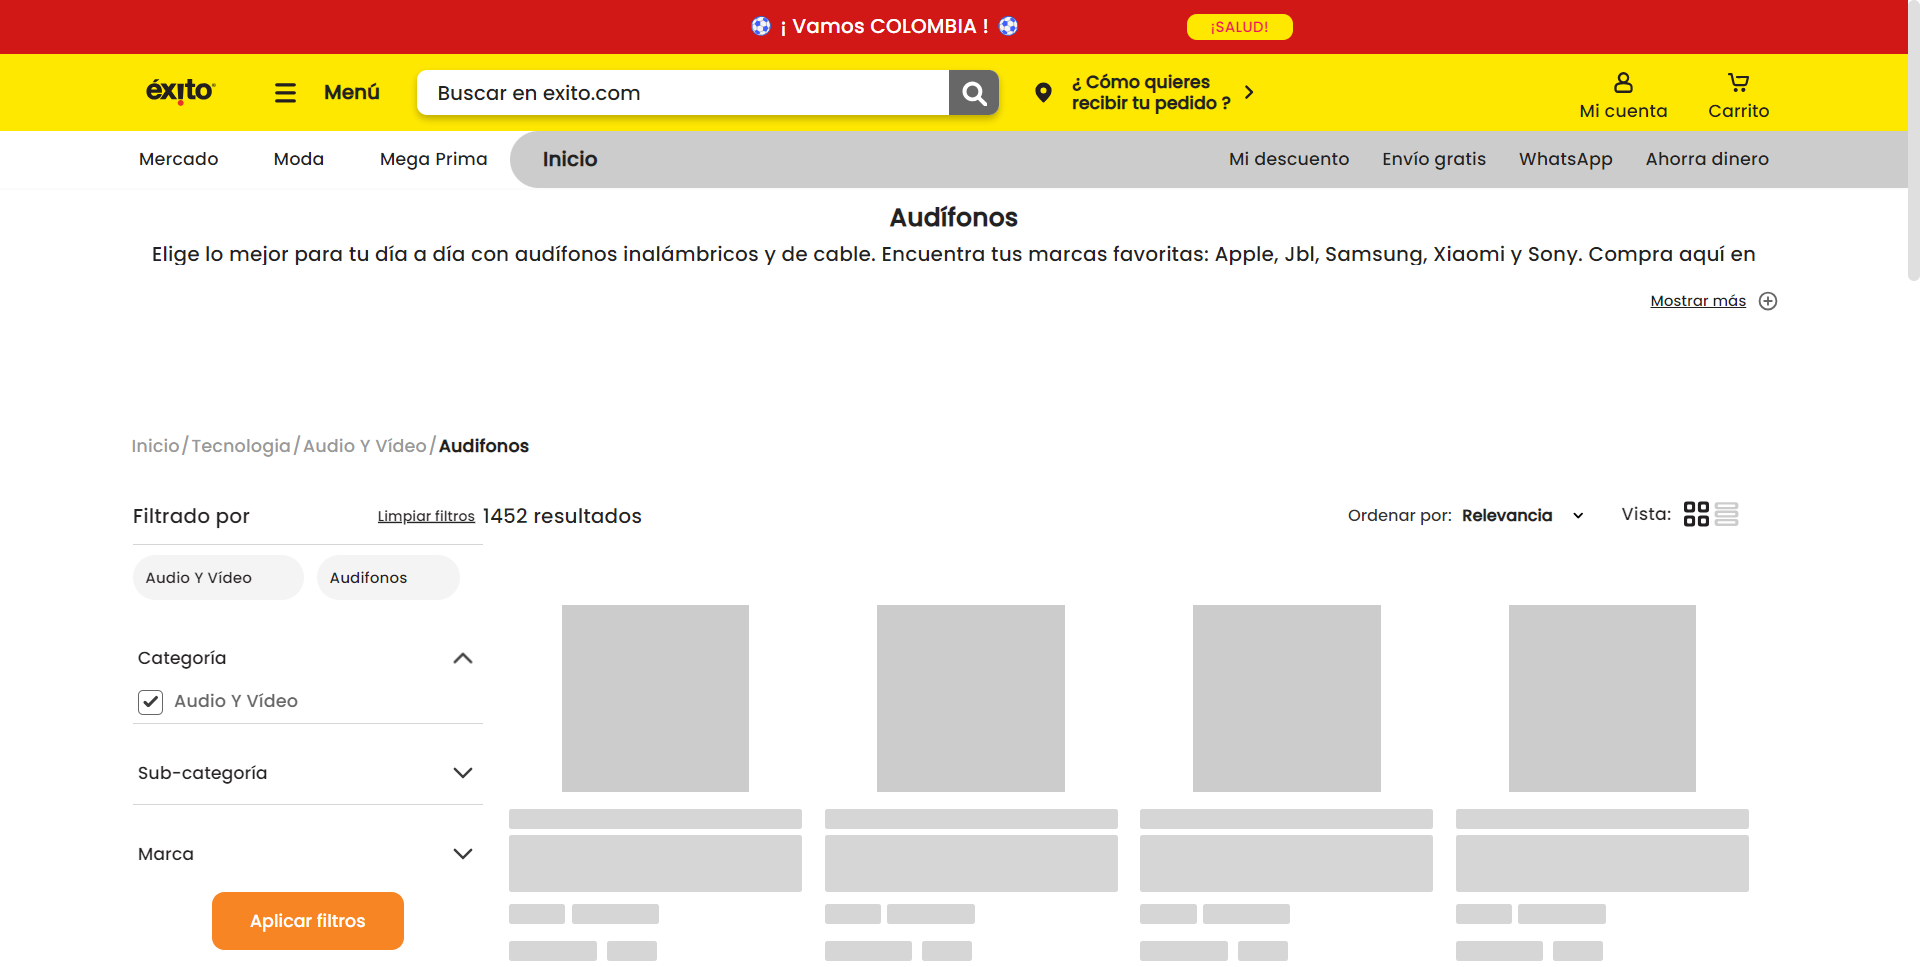 ¡ Vamos COLOMBIA !
¡SALUD!
éxito
Menú
Buscar en exito.com
¿ Cómo quieres
recibir tu pedido ?
Mi cuenta
Carrito
Mercado
Moda
Mega Prima
Inicio
Mi descuento
Envío gratis
WhatsApp
Ahorra dinero
Audífonos
Elige lo mejor para tu día a día con audífonos inalámbricos y de cable. Encuentra tus marcas favoritas: Apple, Jbl, Samsung, Xiaomi y Sony. Compra aquí en
Mostrar más
Inicio/Tecnologia/Audio Y Vídeo/Audifonos
Filtrado por
Limpiar filtros
1452 resultados
Ordenar por: Relevancia
Vista:
Audio Y Vídeo
Audifonos
Categoría
Audio Y Vídeo
Sub-categoría
Marca
Aplicar filtros